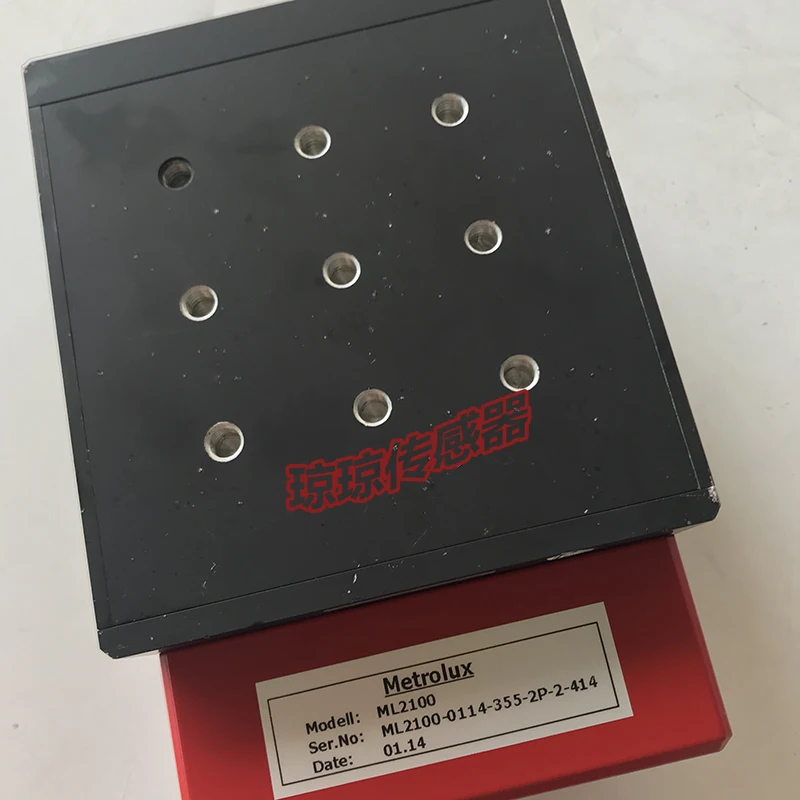 琼琼传感器
Metrolux
Modell: ML2100
Ser.No: ML2100-0114-355-2P-2-414
Date: 01.14